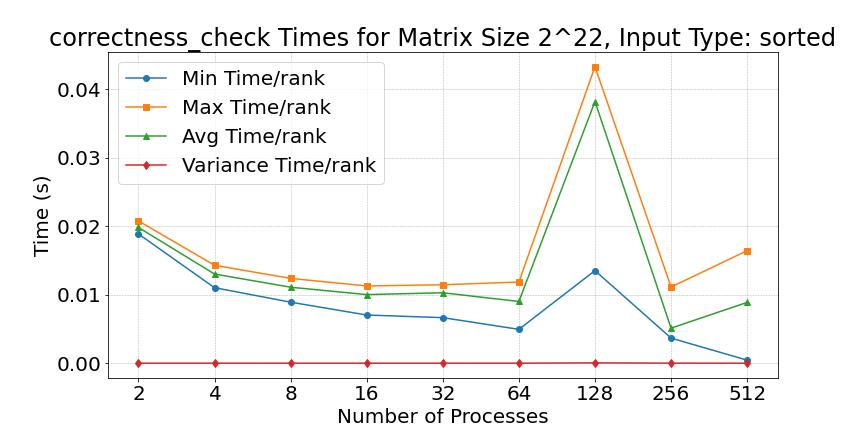 correctness_check Times for Matrix Size 2^22, Input Type: sorted
Min Time/rank
Max Time/rank
Avg Time/rank
Variance Time/rank
Time (s)
0.04
0.03
0.02
0.01
0.00
2 4 8 16 32 64 128 256 512
Number of Processes